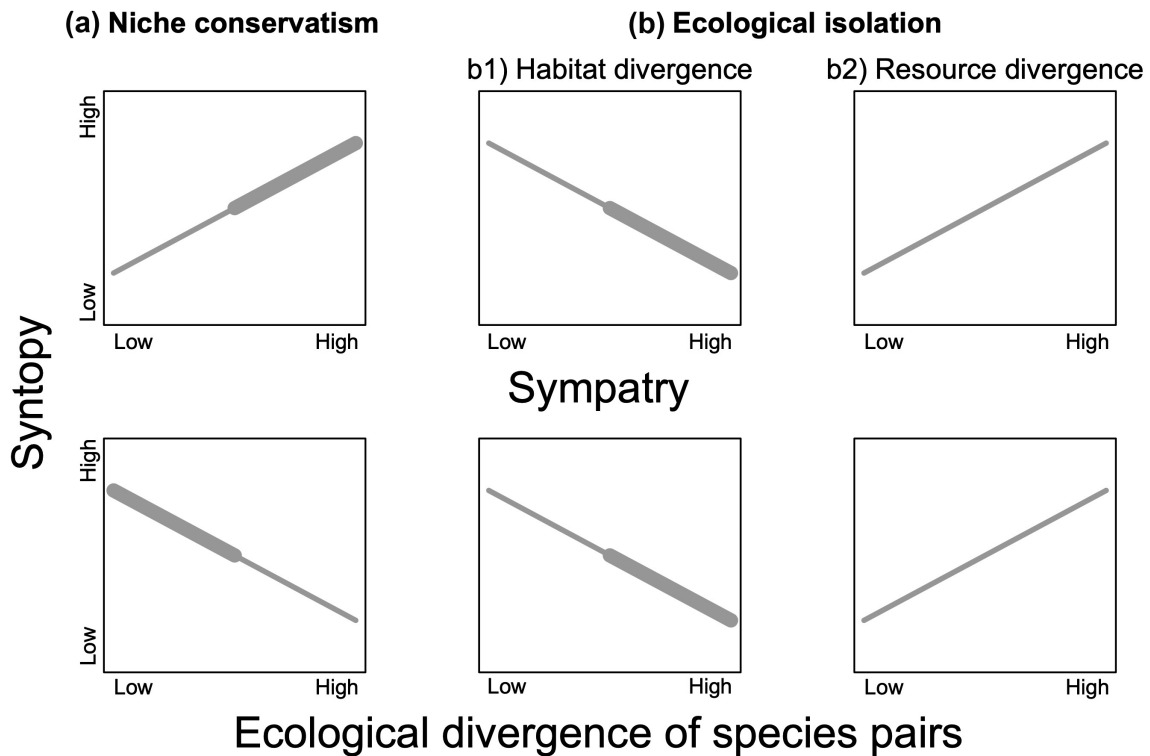 (a) Niche conservatism
(b) Ecological isolation
b1) Habitat divergence
b2) Resource divergence
High
Low
Low
High
Low
High
Low
High
Syntopy
Sympatry
High
Low
Low
High
Low
High
Low
High
Ecological divergence of species pairs